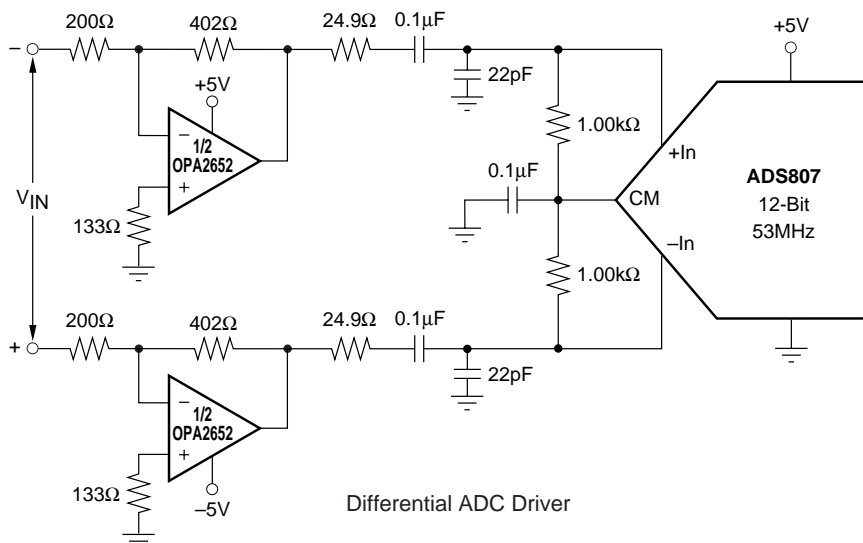 200Ω 402Ω 24.9Ω 0.1µF
+5V
–
+5V
22pF
–
1/2
OPA2652
+
1.00kΩ
+In
0.1µF
ADS807
VIN
CM
12-Bit
133Ω
–In
53MHz
1.00kΩ
200Ω 402Ω 24.9Ω 0.1µF
+
22pF
–
1/2
OPA2652
+
133Ω
–5V
Differential ADC Driver